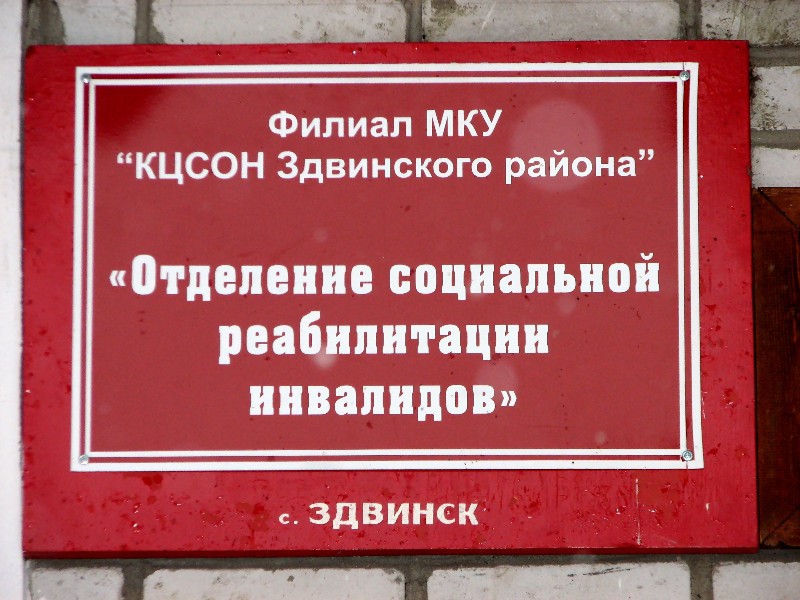 Филиал МКУ
“КЦСОН Здвинского района”
«Отделение социальной
реабилитации
инвалидов»
с. ЗДВИНСК